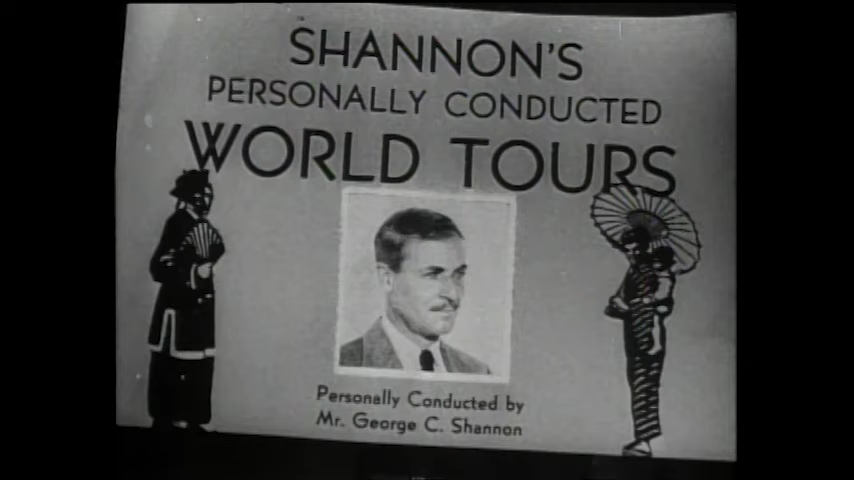 SHANNON'S
PERSONALLY CONDUCTED
WORLD TOURS
Personally Conducted by
Mr. George C. Shannon